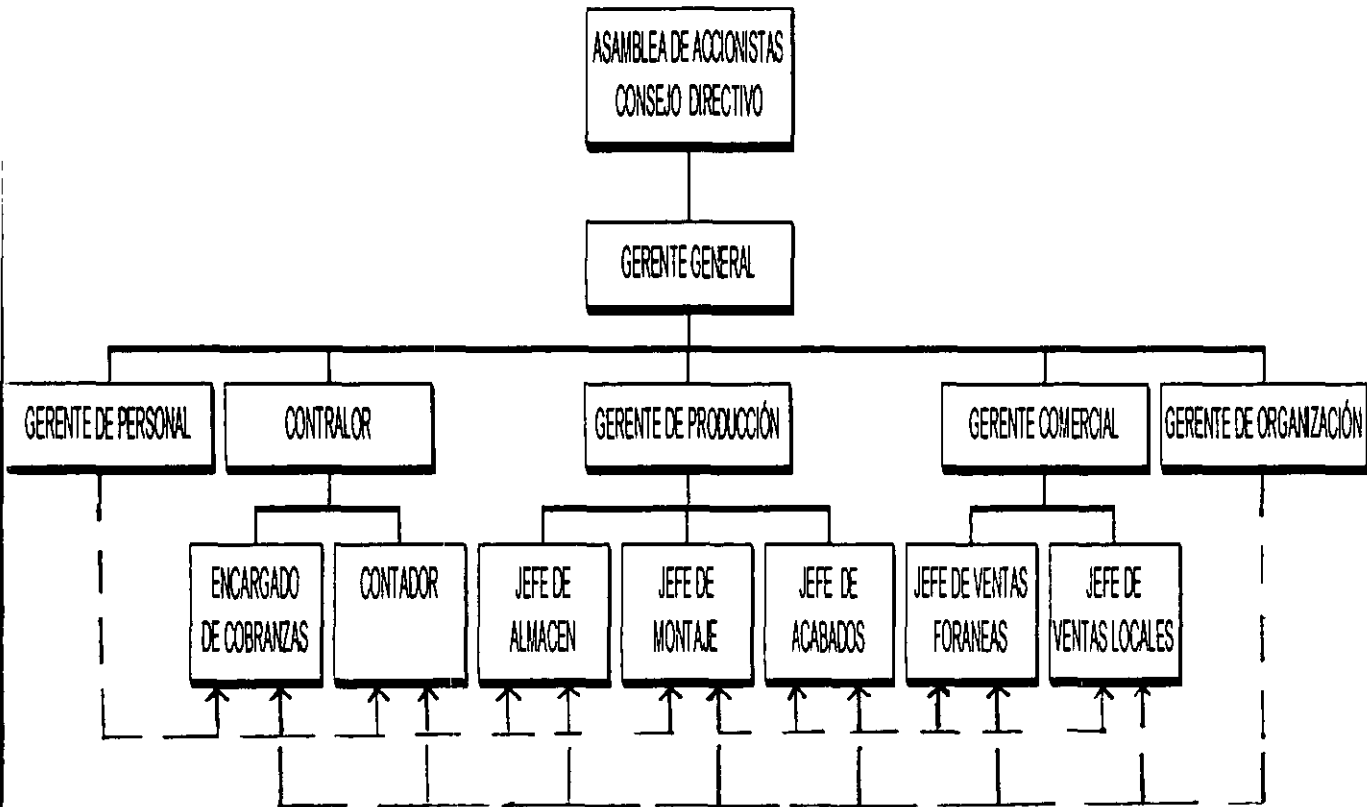 ASAMBLEA DE ACCIONISTAS
CONSEJO DIRECTIVO
GERENTE GENERAL
GERENTE DE PERSONAL
CONTRALOR
GERENTE DE PRODUCCIÓN
GERENTE COMERCIAL
GERENTE DE ORGANIZACIÓN
ENCARGADO
DE COBRANZAS
CONTADOR
JEFE DE
ALMACEN
JEFE DE
MONTAJE
JEFE DE
ACABADOS
JEFE DE VENTAS
FORANEAS
JEFE DE
VENTAS LOCALES